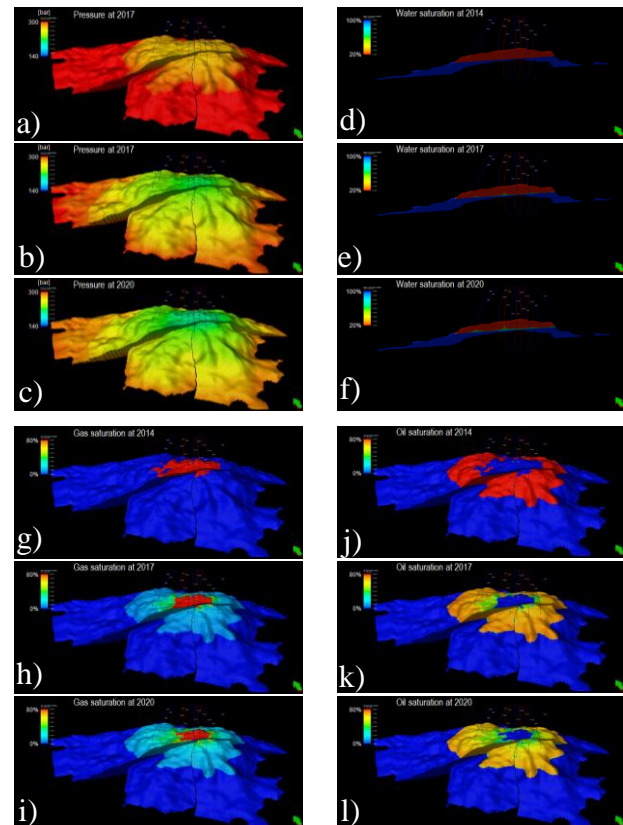 [bar]
Pressure at 2017
300
140
a)
Water saturation at 2014
100%
20%
d)
[bar]
Pressure at 2017
300
140
b)
Water saturation at 2017
100%
20%
e)
[bar]
Pressure at 2020
300
140
c)
Water saturation at 2020
100%
20%
f)
Gas saturation at 2014
80%
0%
g)
Oil saturation at 2014
80%
0%
j)
Gas saturation at 2017
80%
0%
h)
Oil saturation at 2017
80%
0%
k)
Gas saturation at 2020
80%
0%
i)
Oil saturation at 2020
80%
0%
l)